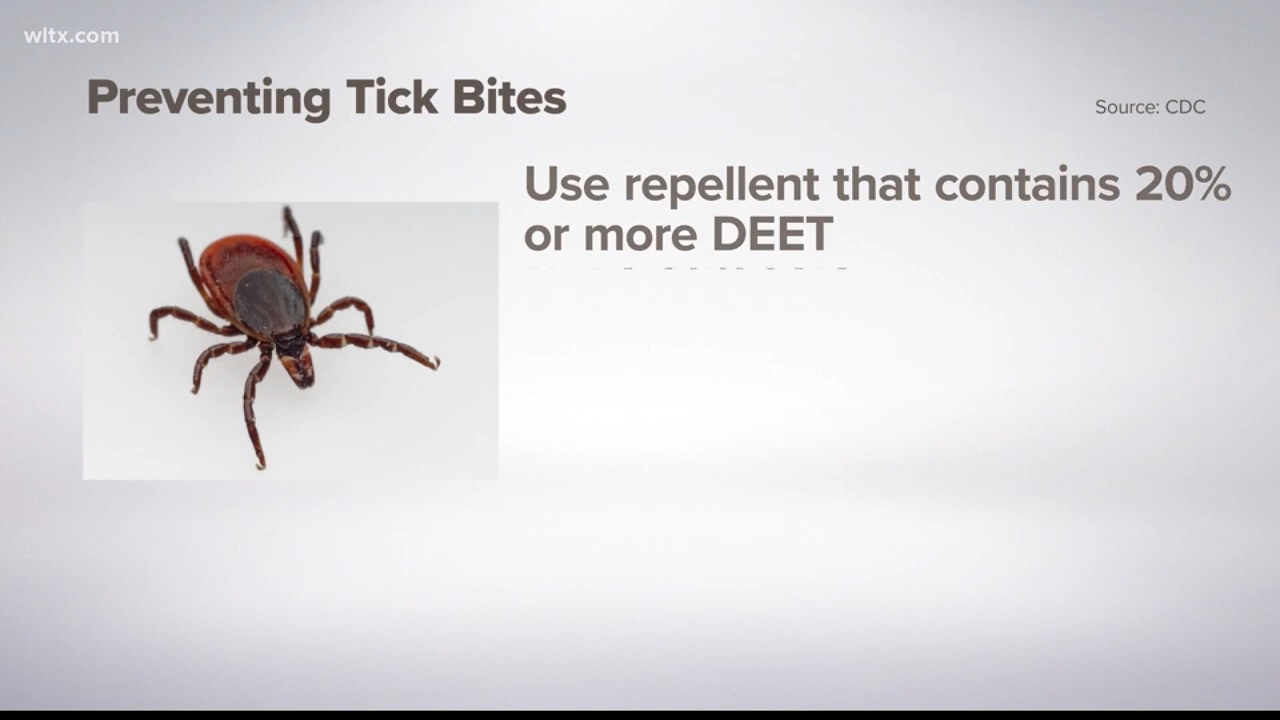 wltx.com
Preventing Tick Bites
Source: CDC
Use repellent that contains 20%
or more DEET